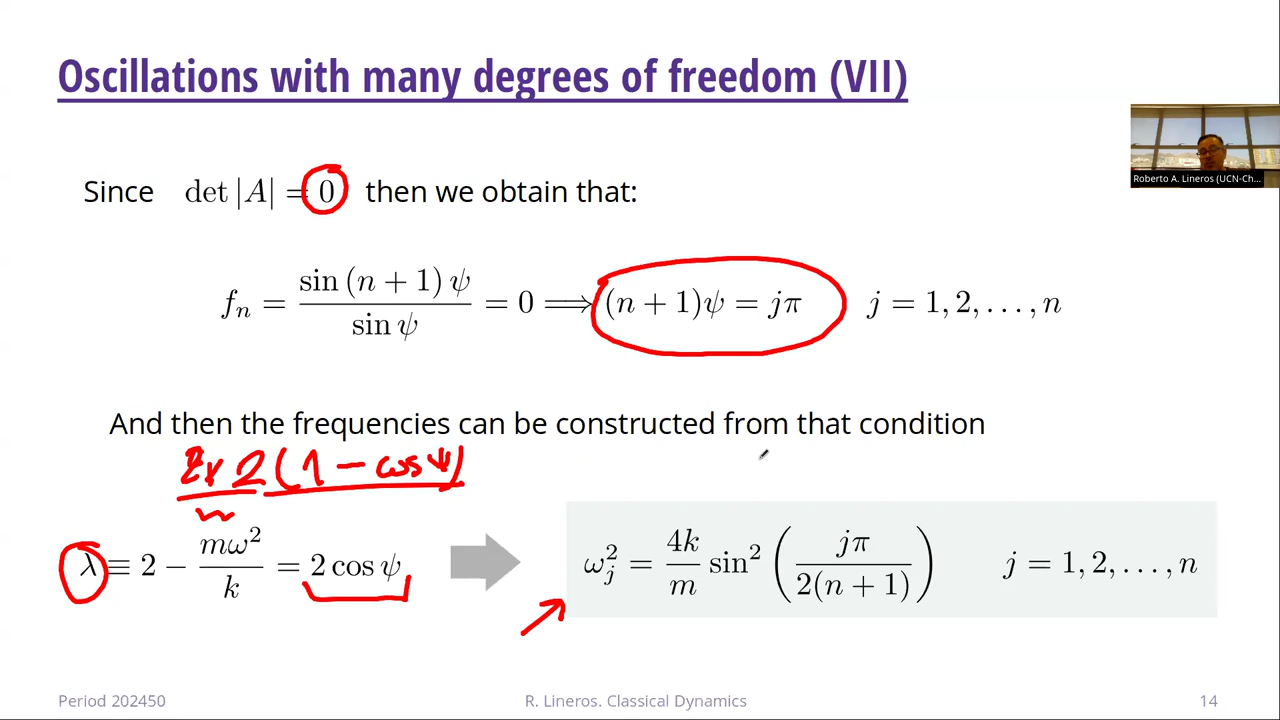 Oscillations with many degrees of freedom (VII)
Roberto A. Lineros (UCN-Ch...
Since det |A| = 0 then we obtain that:
f_n = sin (n + 1) ψ / sin ψ = 0 ⟹ (n + 1)ψ = jπ j = 1, 2, . . . , n
And then the frequencies can be constructed from that condition
2(1 − cos ψ)
λ ≡ 2 − mω² / k = 2 cos ψ
ω_j² = 4k/m sin² ( jπ / 2(n + 1) ) j = 1, 2, . . . , n
Period 202450
R. Lineros. Classical Dynamics
14